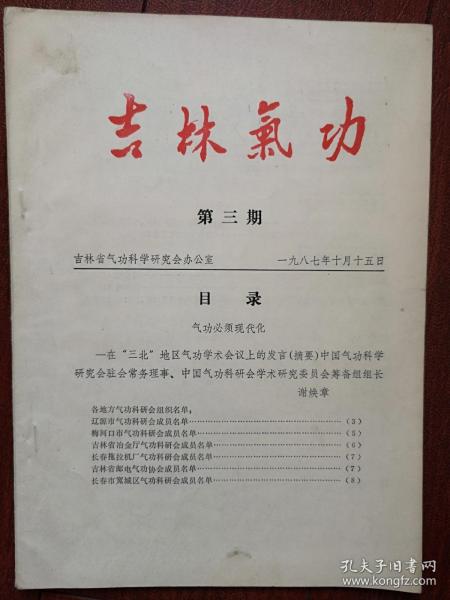 吉林氣功
第三期
吉林省气功科学研究会办公室 一九八七年十月十五日
目 录
气功必须现代化
—在“三北”地区气功学术会议上的发言(摘要)中国气功科学
研究会驻会常务理事、中国气功科研会学术研究委员会筹备组组长
谢焕章
各地方气功科研会组织名单:
辽源市气功科研会成员名单……(3)
梅河口市气功科研会成员名单……(5)
吉林省冶金厅气功科研会成员名单……(6)
长春拖拉机厂气功科研会成员名单……(7)
吉林省邮电气功协会成员名单……(7)
长春市宽城区气功科研会成员名单……(8)
孔夫子旧书网
www.kongfz.com